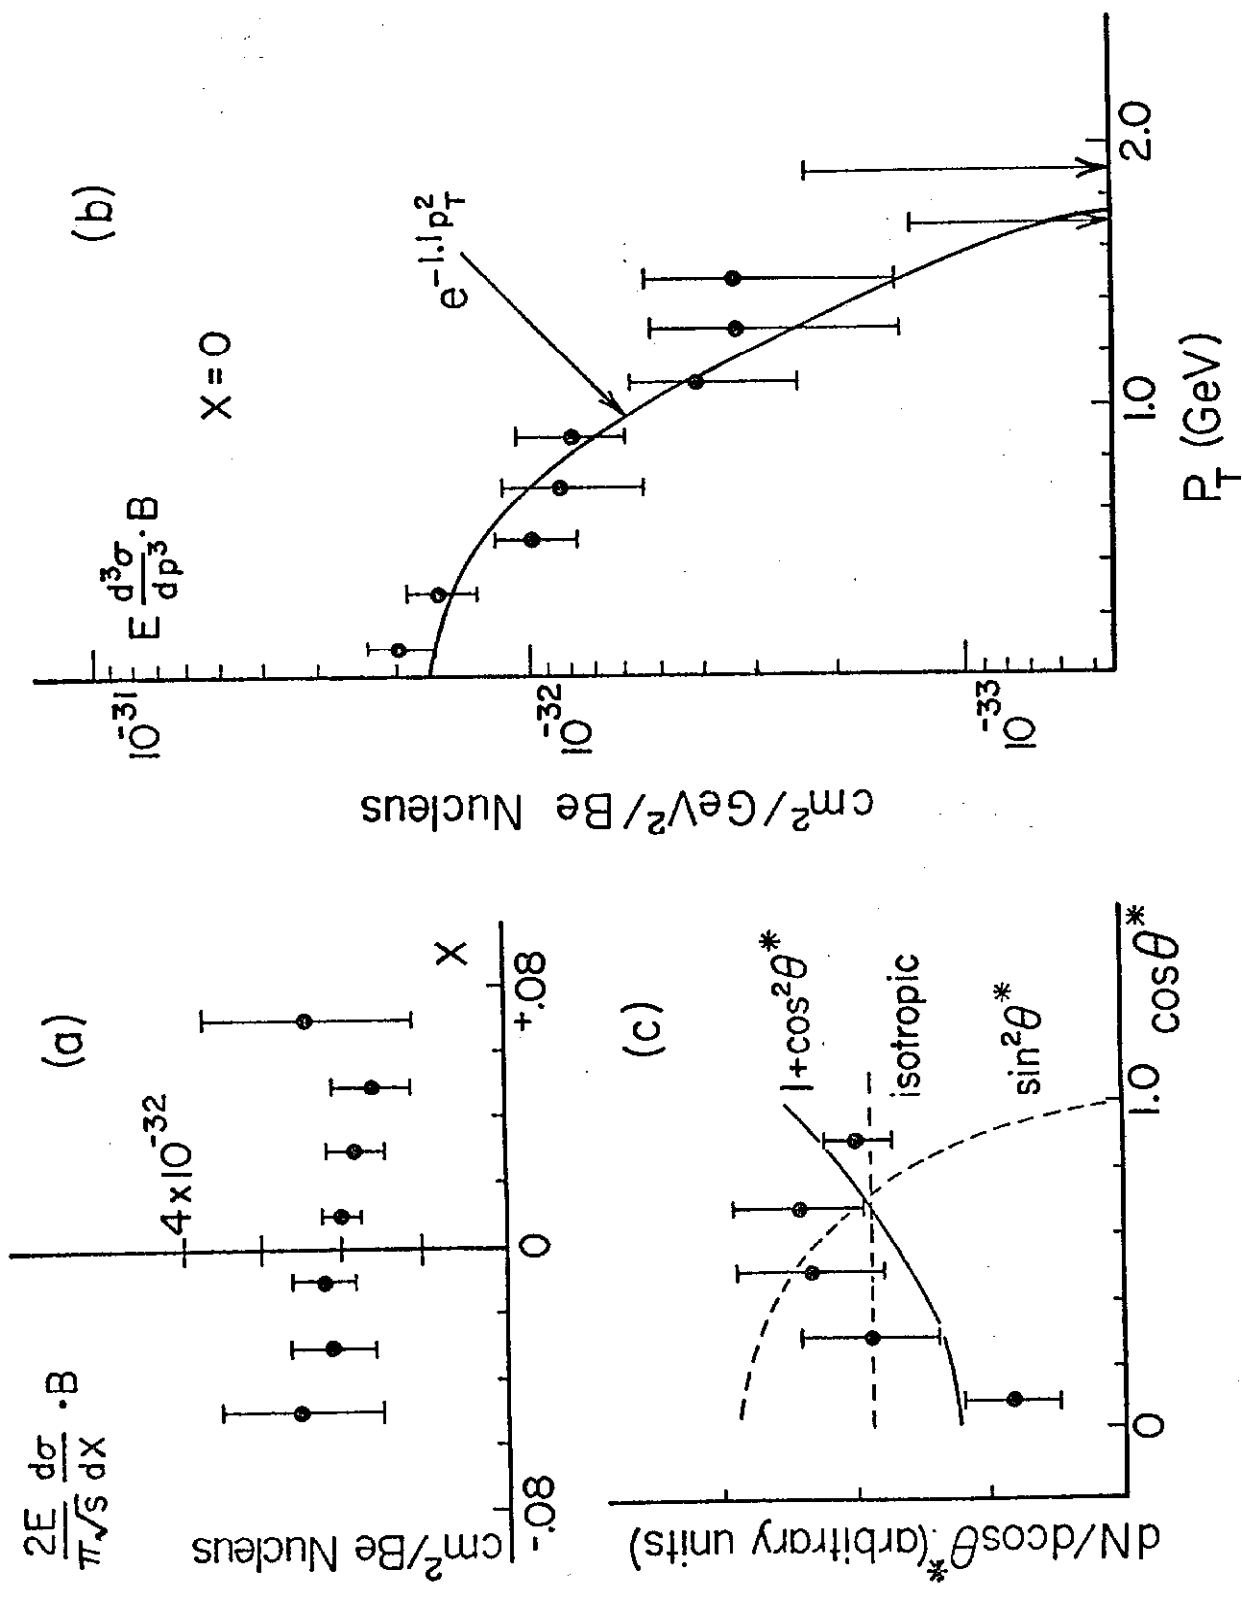 (a)
2E/π√s dσ/dX · B
4 x 10⁻³²
cm²/Be Nucleus
-.08
0
+.08
X
(b)
E d³σ/dp³ · B
X = 0
e^-1.1p_T²
10⁻³¹
10⁻³²
10⁻³³
cm²/GeV²/Be Nucleus
1.0
2.0
P_T (GeV)
(c)
1+cos²θ*
isotropic
sin²θ*
dN/dcosθ* (arbitrary units)
0
1.0
cosθ*